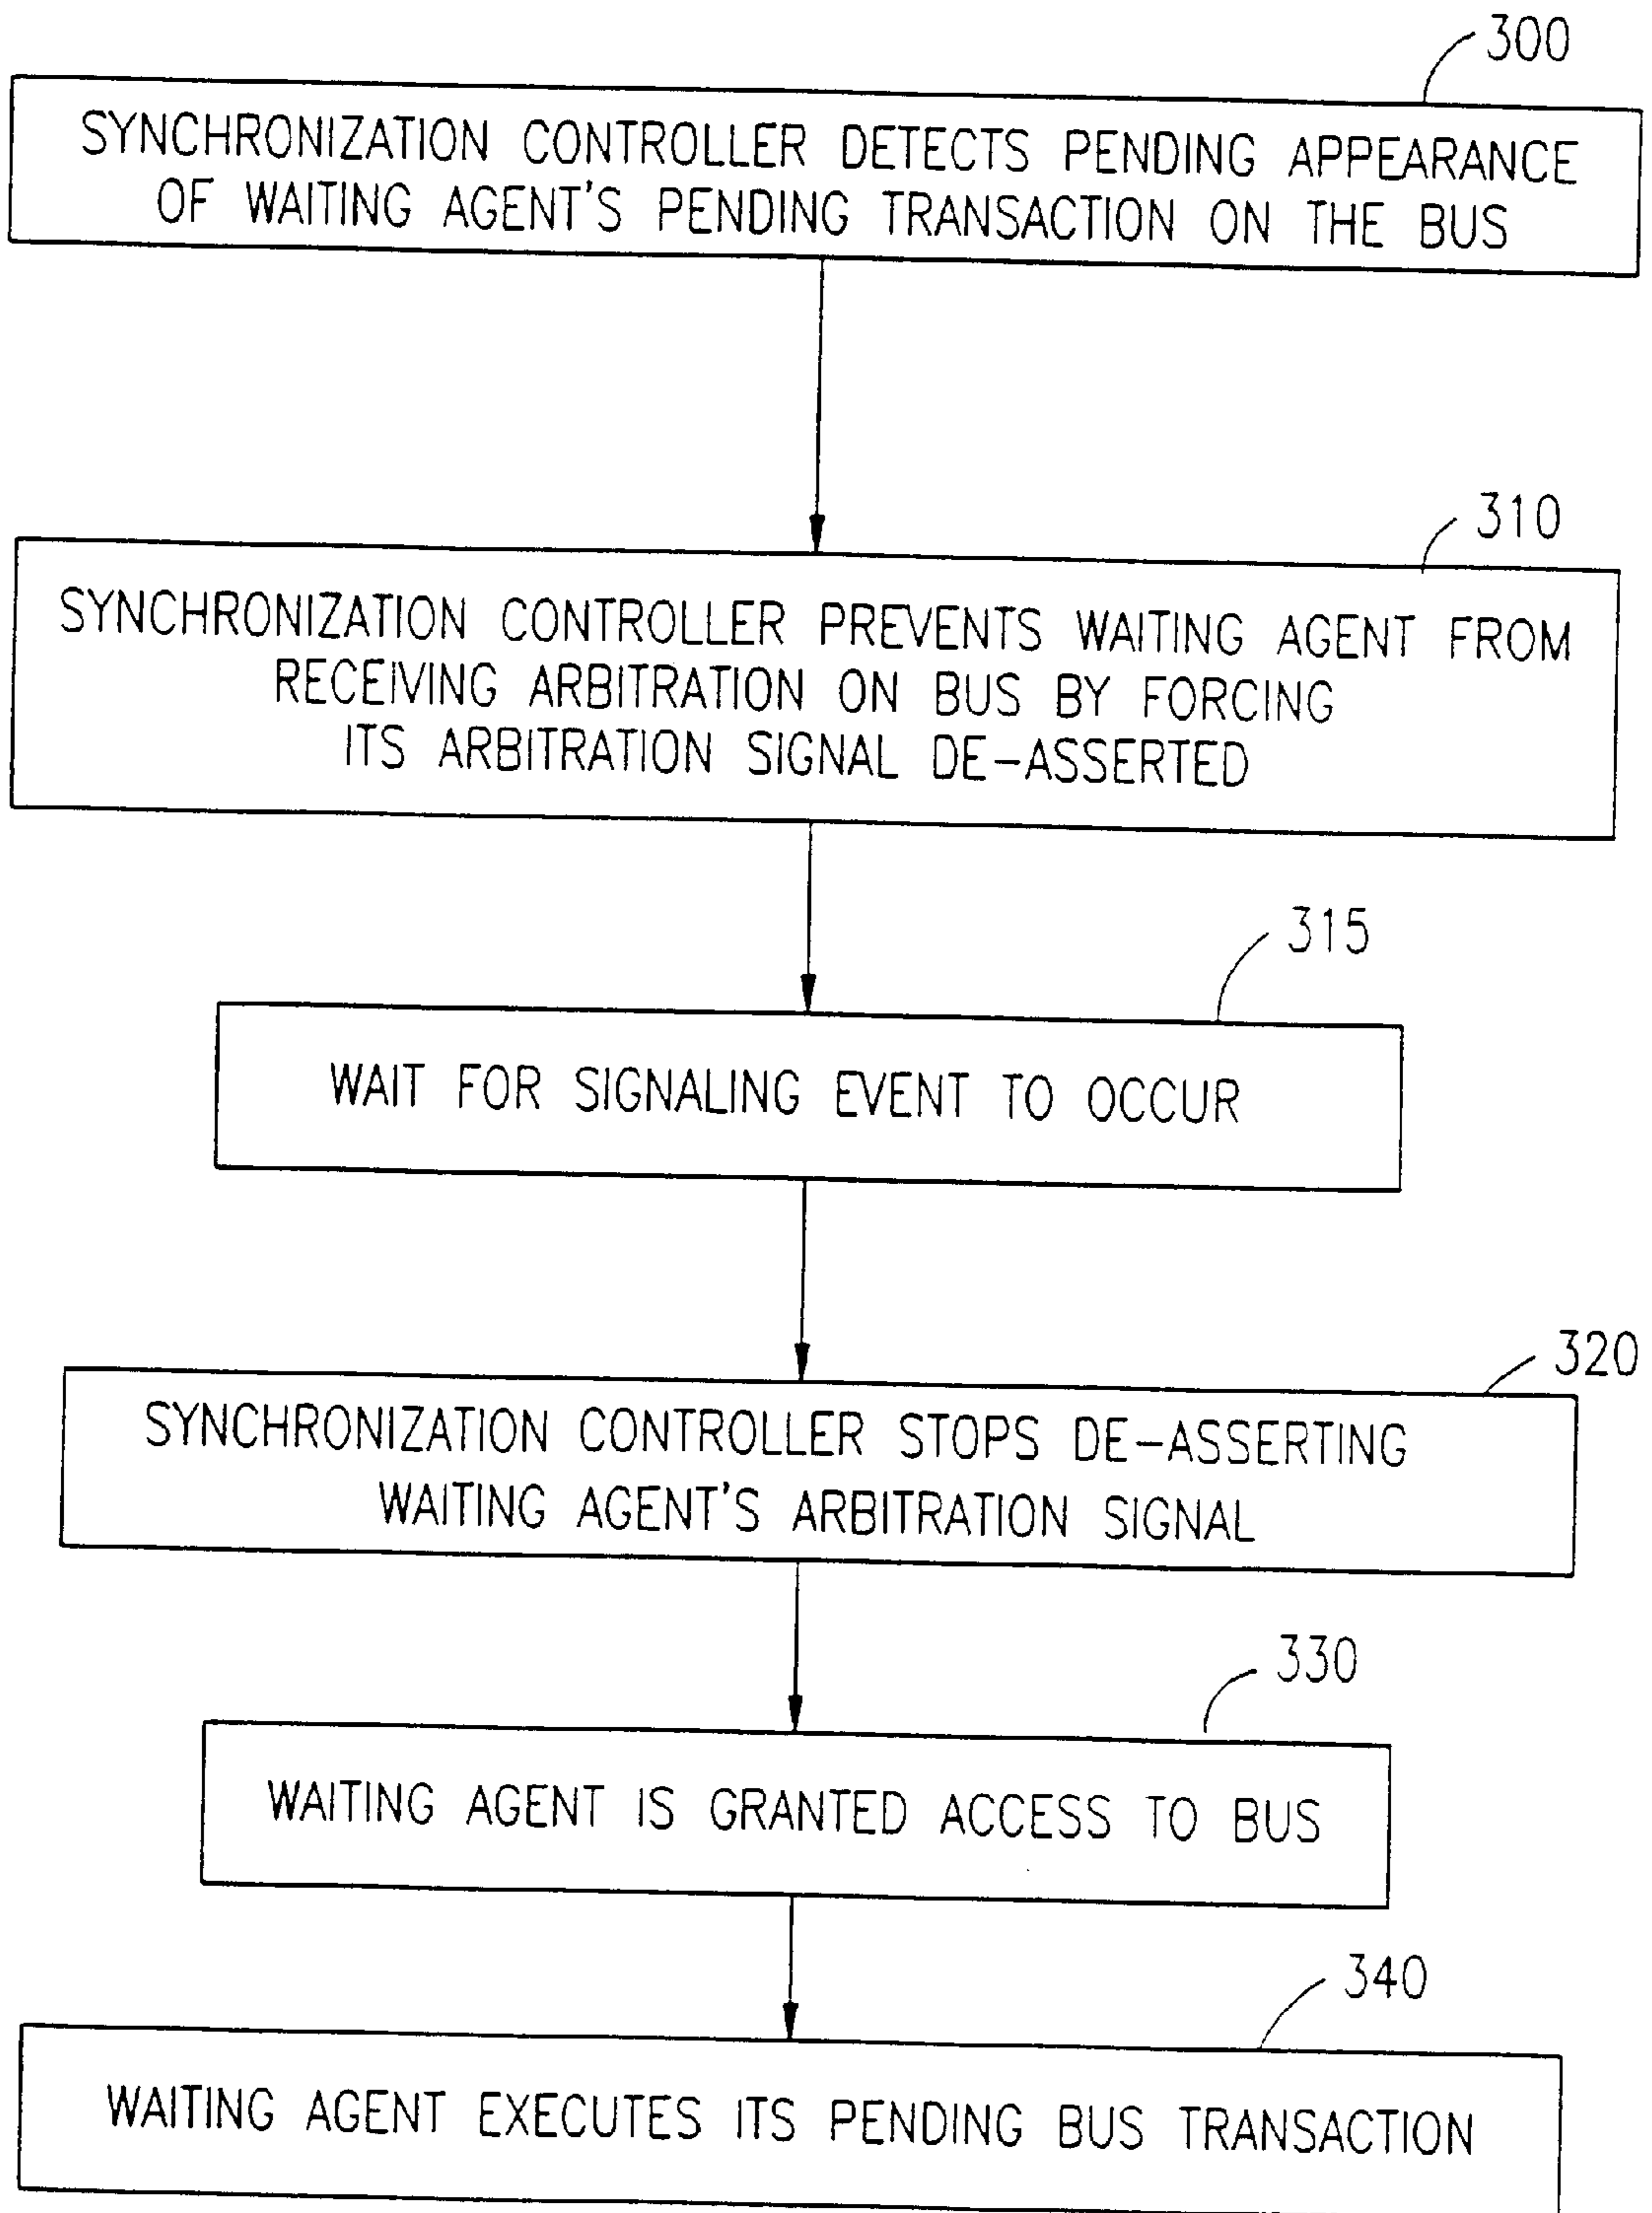 300
SYNCHRONIZATION CONTROLLER DETECTS PENDING APPEARANCE
OF WAITING AGENT'S PENDING TRANSACTION ON THE BUS
310
SYNCHRONIZATION CONTROLLER PREVENTS WAITING AGENT FROM
RECEIVING ARBITRATION ON BUS BY FORCING
ITS ARBITRATION SIGNAL DE-ASSERTED
315
WAIT FOR SIGNALING EVENT TO OCCUR
320
SYNCHRONIZATION CONTROLLER STOPS DE-ASSERTING
WAITING AGENT'S ARBITRATION SIGNAL
330
WAITING AGENT IS GRANTED ACCESS TO BUS
340
WAITING AGENT EXECUTES ITS PENDING BUS TRANSACTION